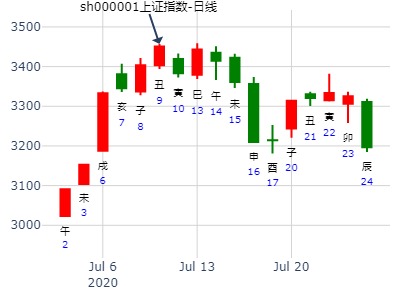 sh000001上证指数-日线
3500
3400
3300
3200
3100
3000
午
2
未
3
戌
6
亥
7
子
8
丑
9
寅
10
巳
13
午
14
未
15
申
16
酉
17
子
20
丑
21
寅
22
卯
23
辰
24
Jul 6
2020
Jul 13
Jul 20